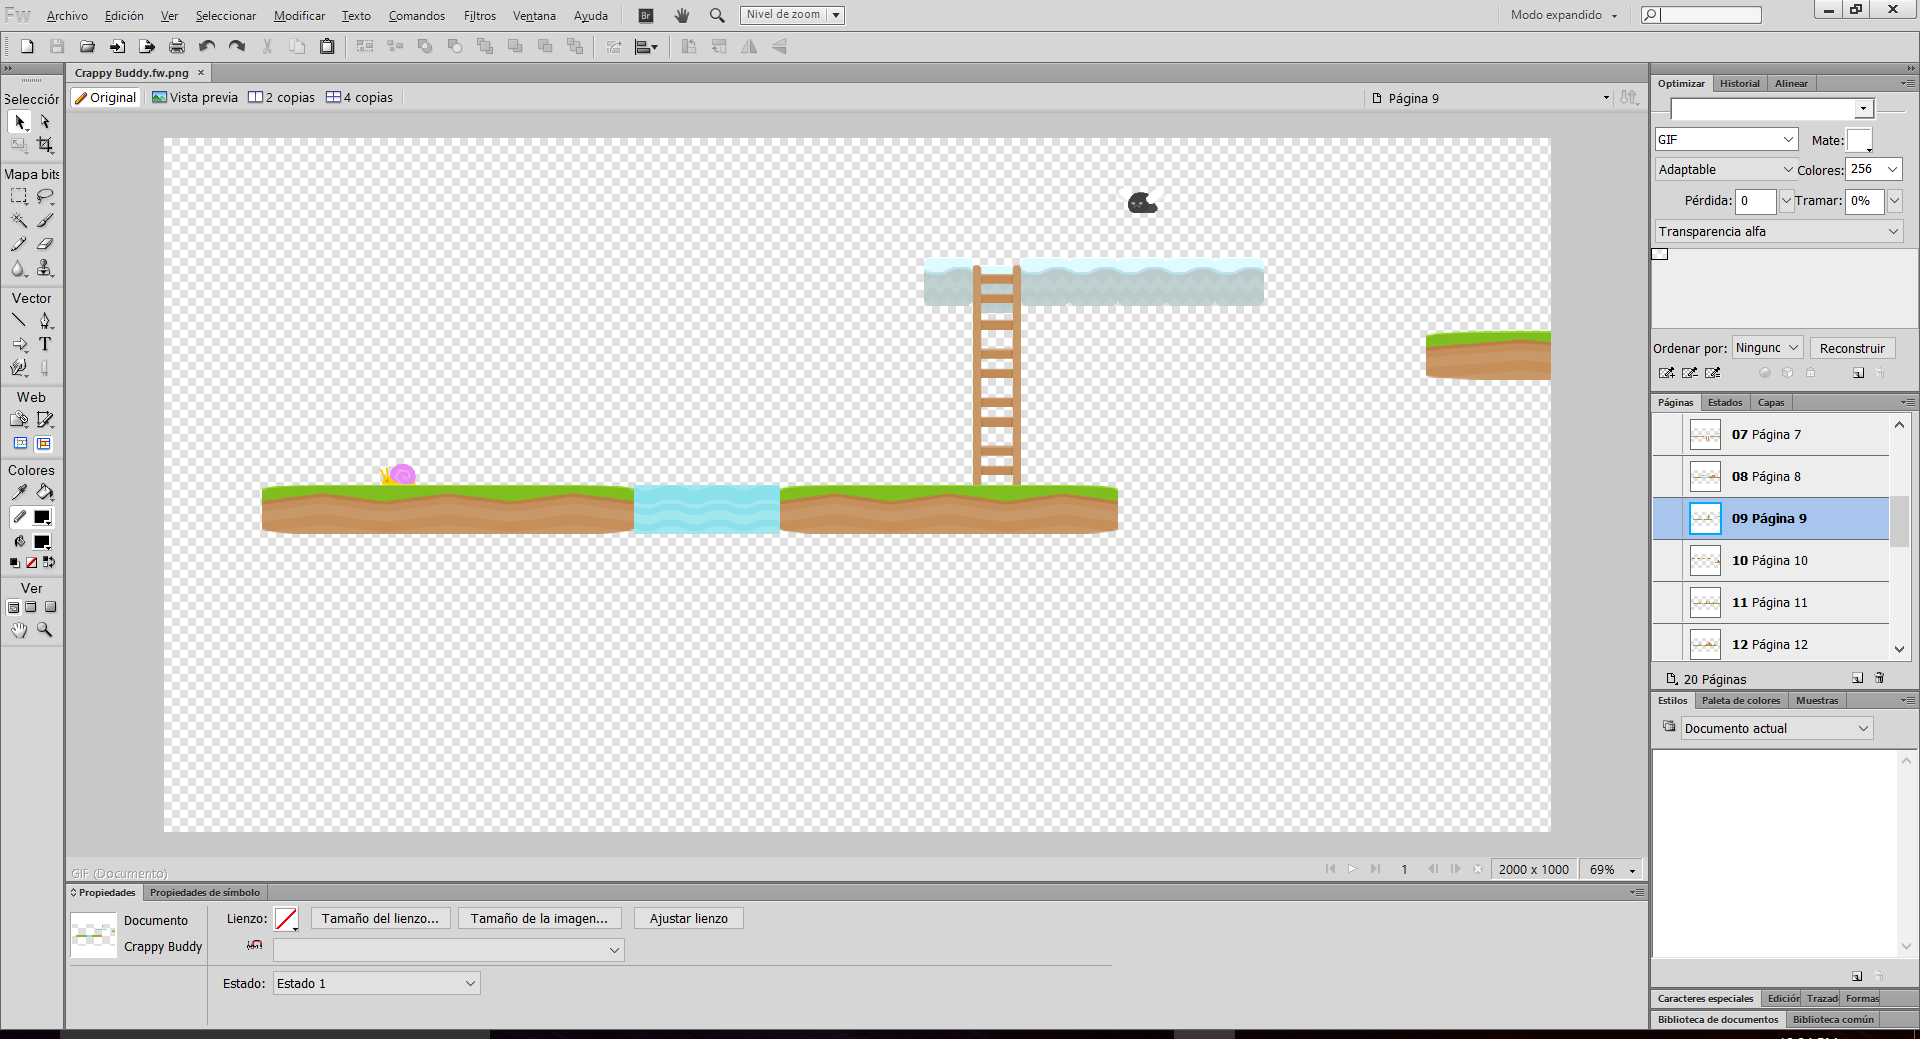 Fw Archivo Edición Ver Seleccionar Modificar Texto Comandos Filtros Ventana Ayuda Br Nivel de zoom Modo expandido
Crappy Buddy.fw.png ×
Original Vista previa 2 copias 4 copias Página 9
Selección
Mapa bits
Vector
T
Web
Colores
Ver
Optimizar Historial Alinear
GIF Mate:
Adaptable Colores: 256
Pérdida: 0 Tramar: 0%
Transparencia alfa
Ordenar por: Ningunc Reconstruir
Páginas Estados Capas
07 Página 7
08 Página 8
09 Página 9
10 Página 10
11 Página 11
12 Página 12
20 Páginas
Estilos Paleta de colores Muestras
Documento actual
Caracteres especiales Edición Trazad Formas
Biblioteca de documentos Biblioteca común
GIF (Documento) 1 2000 x 1000 69%
Propiedades Propiedades de símbolo
Documento Lienzo: Tamaño del lienzo... Tamaño de la imagen... Ajustar lienzo
Crappy Buddy
Estado: Estado 1